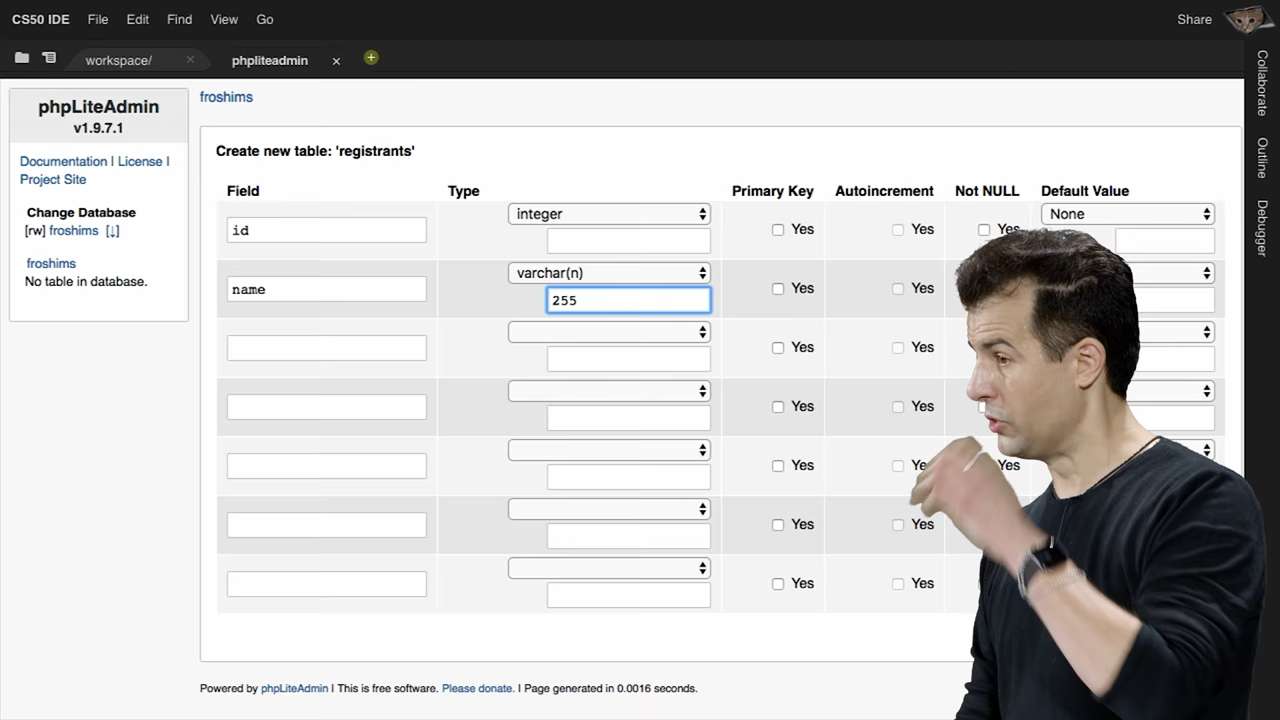 CS50 IDE File Edit Find View Go Share
workspace/ × phpliteadmin ×
Collaborate
Outline
Debugger
phpLiteAdmin
v1.9.7.1
Documentation | License |
Project Site
Change Database
[rw] froshims [↓]
froshims
No table in database.
froshims
Create new table: 'registrants'
Field Type Primary Key Autoincrement Not NULL Default Value
id integer Yes Yes Yes None
name varchar(n) 255 Yes Yes
Yes Yes
Yes Yes
Yes Yes Yes
Yes Yes
Yes Yes
Powered by phpLiteAdmin | This is free software. Please donate. | Page generated in 0.0016 seconds.